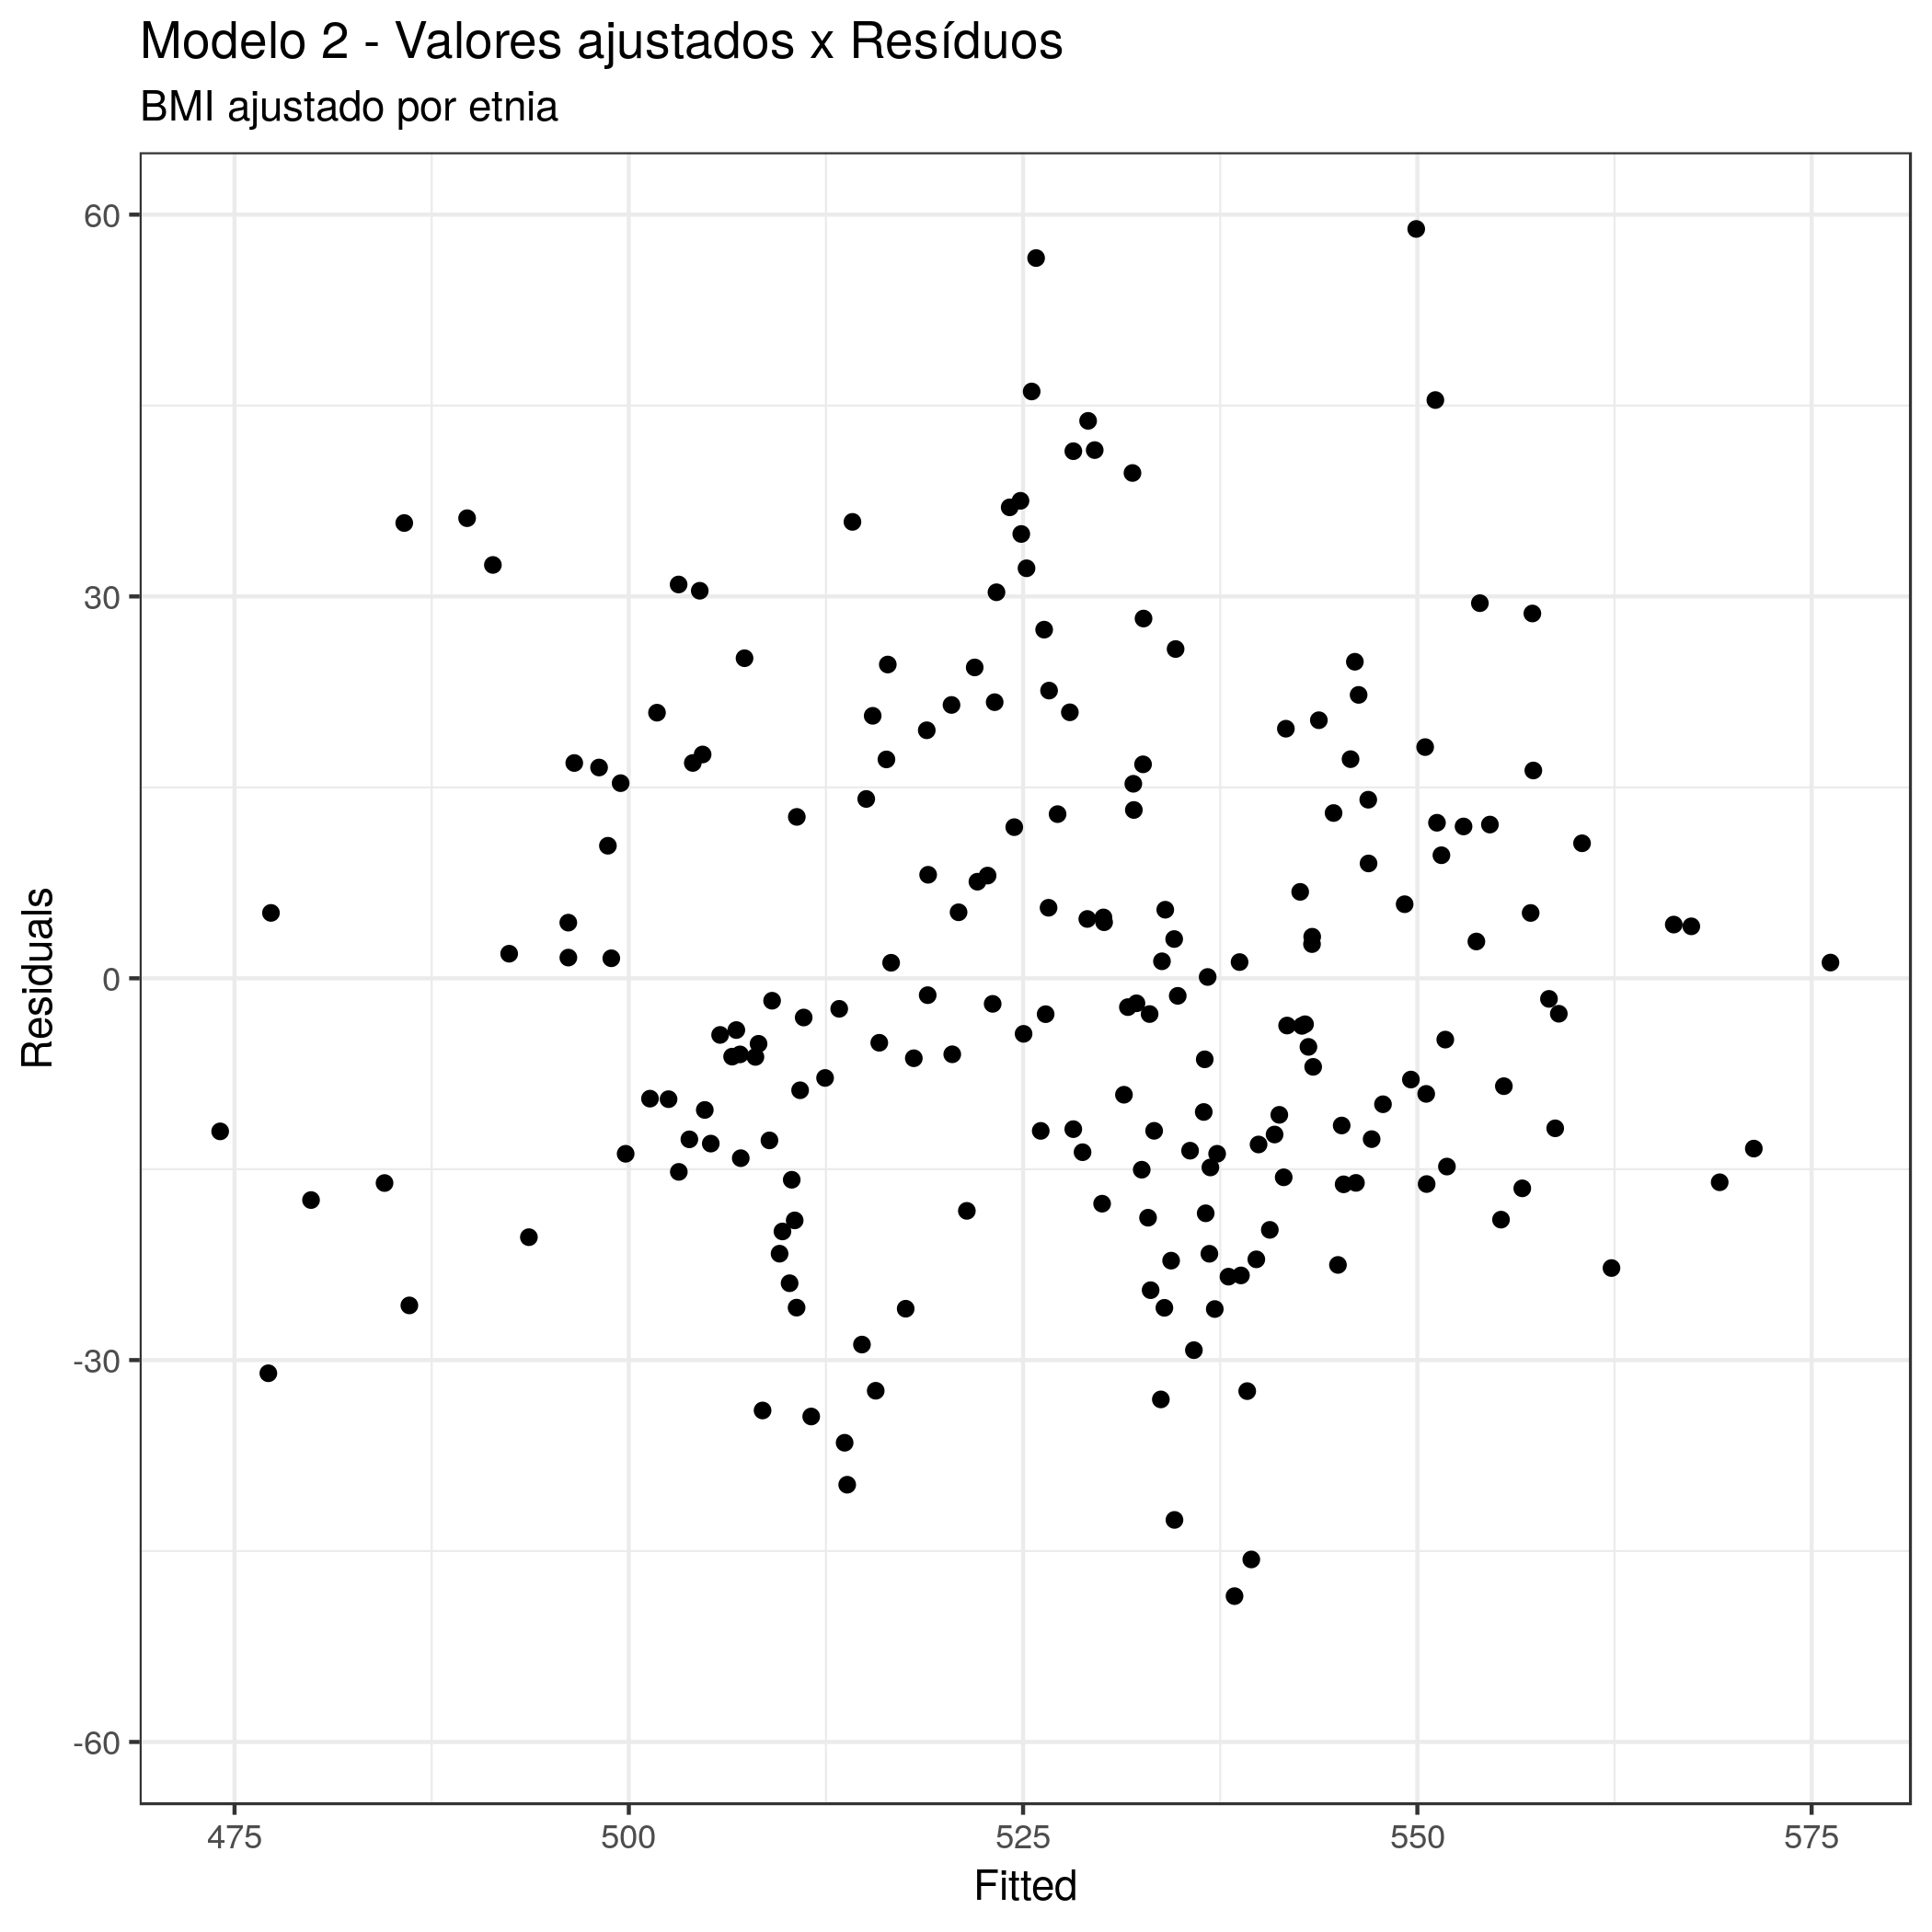 Modelo 2 - Valores ajustados x Resíduos
BMI ajustado por etnia
60
30
0
-30
-60
Residuals
475 500 525 550 575
Fitted